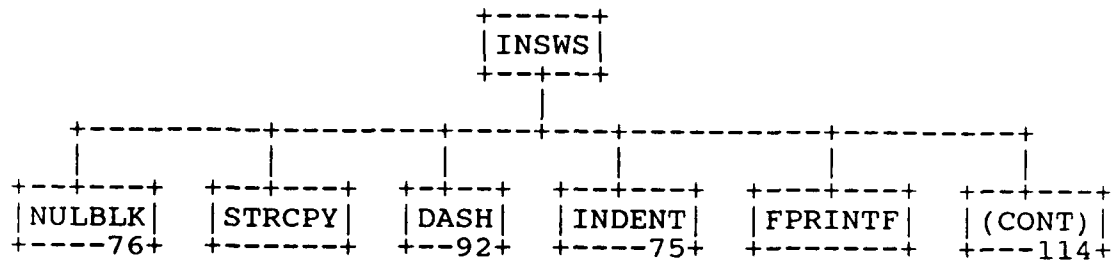 INSWS
NULBLK STRCPY DASH INDENT FPRINTF (CONT)
76 92 75 114